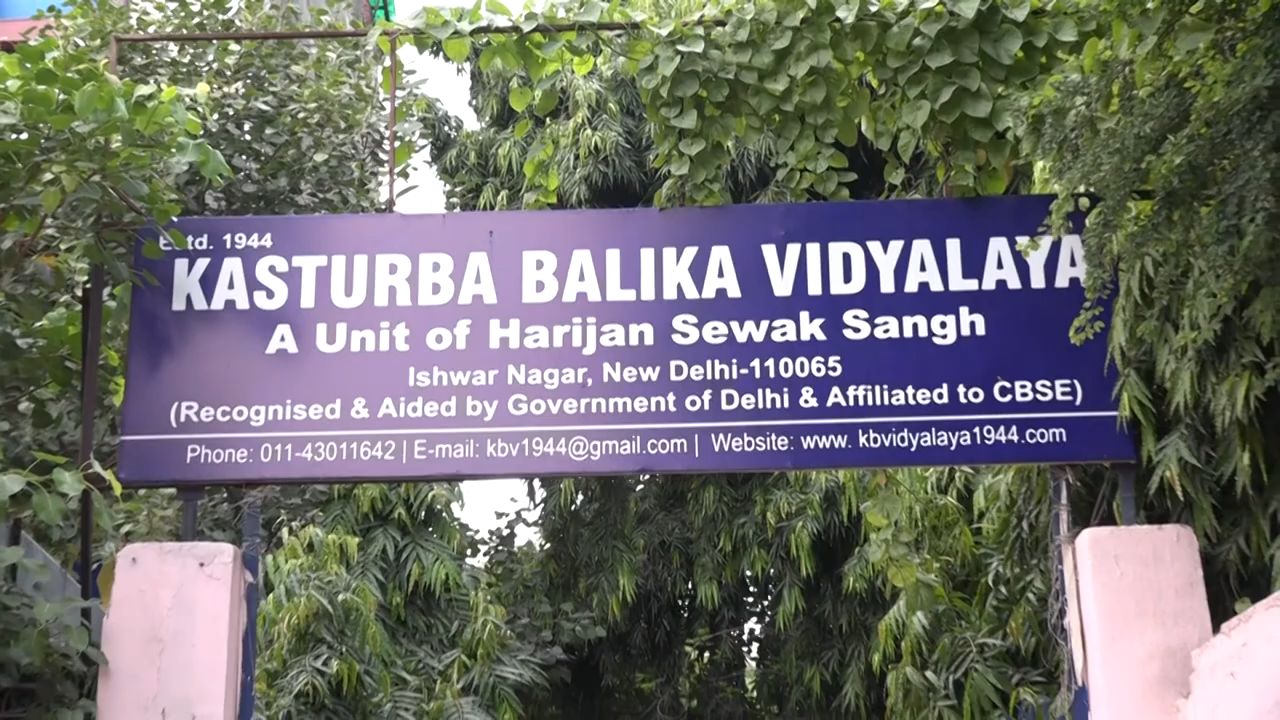 Estd. 1944
KASTURBA BALIKA VIDYALAYA
A Unit of Harijan Sewak Sangh
Ishwar Nagar, New Delhi-110065
(Recognised & Aided by Government of Delhi & Affiliated to CBSE)
Phone: 011-43011642 | E-mail: kbv1944@gmail.com | Website: www. kbvidyalaya1944.com